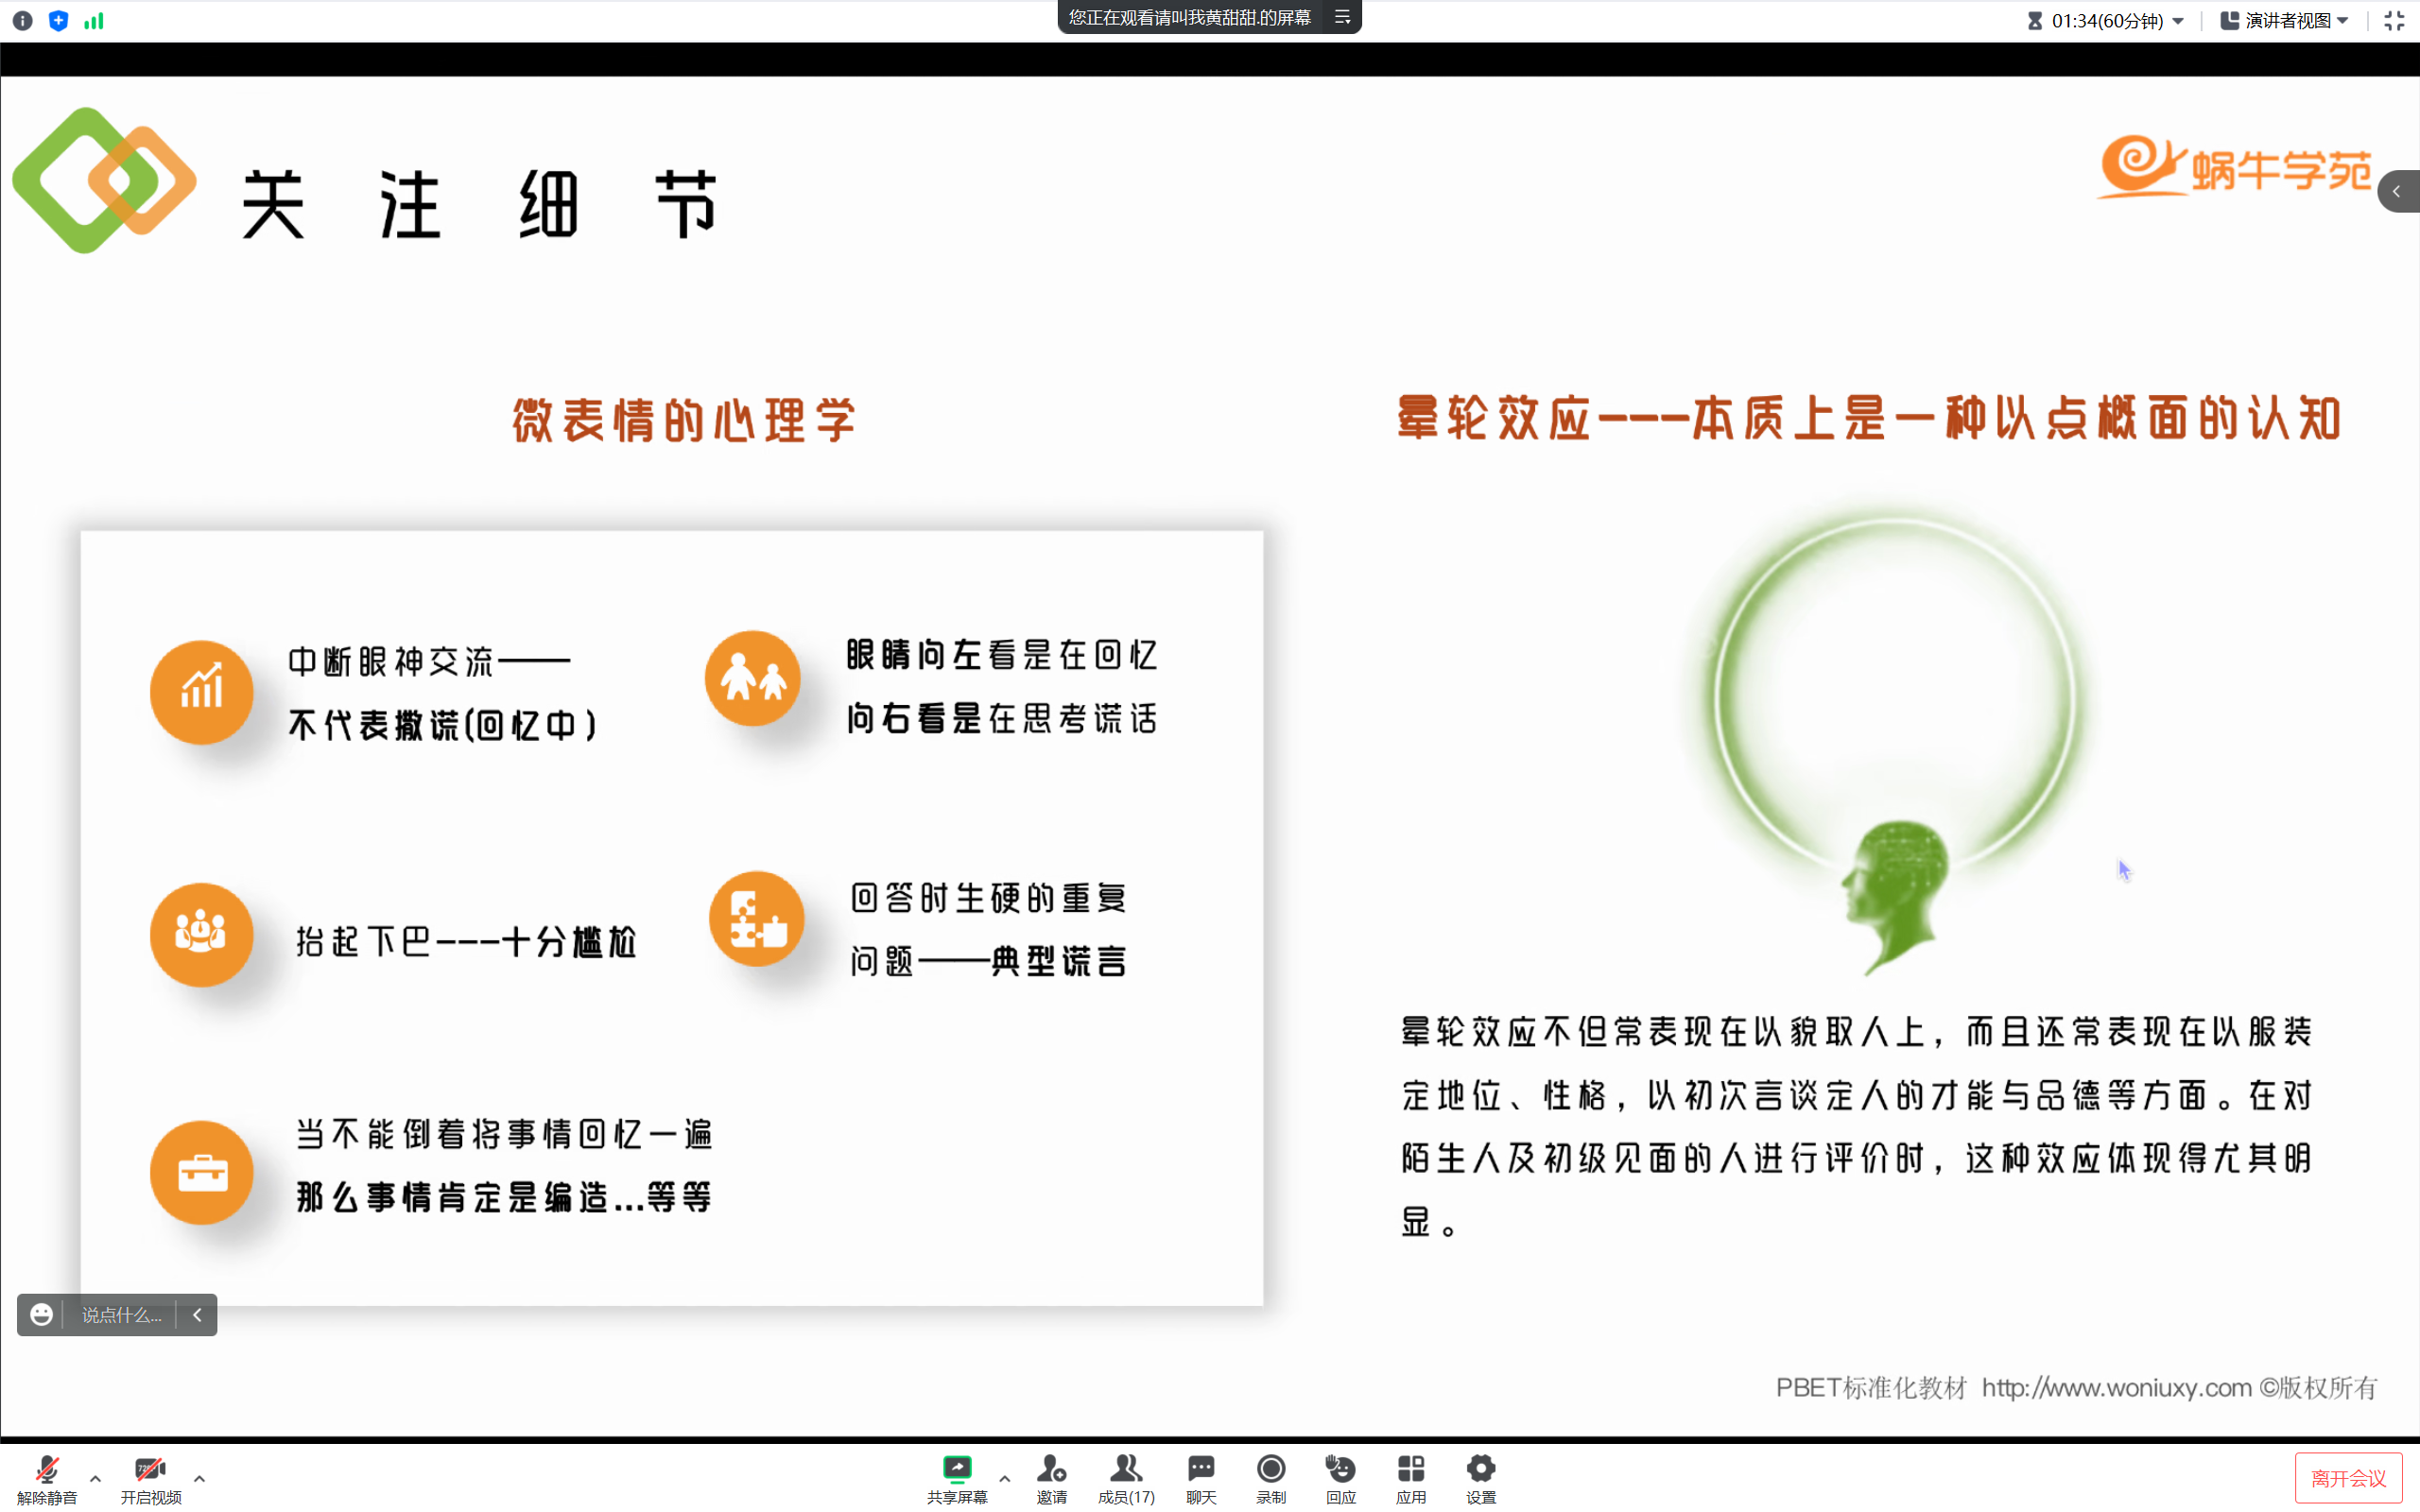 您正在观看请叫我黄甜甜.的屏幕
01:34(60分钟)
演讲者视图
关注细节
蜗牛学苑
微表情的心理学
中断眼神交流——
不代表撒谎(回忆中)
眼睛向左看是在回忆
向右看是在思考谎话
抬起下巴---十分尴尬
回答时生硬的重复
问题——典型谎言
当不能倒着将事情回忆一遍
那么事情肯定是编造...等等
晕轮效应---本质上是一种以点概面的认知
晕轮效应不但常表现在以貌取人上，而且还常表现在以服装
定地位、性格，以初次言谈定人的才能与品德等方面。在对
陌生人及初级见面的人进行评价时，这种效应体现得尤其明
显。
说点什么...
PBET标准化教材 http://www.woniuxy.com ©版权所有
解除静音
开启视频
共享屏幕
邀请
成员(17)
聊天
录制
回应
应用
设置
离开会议